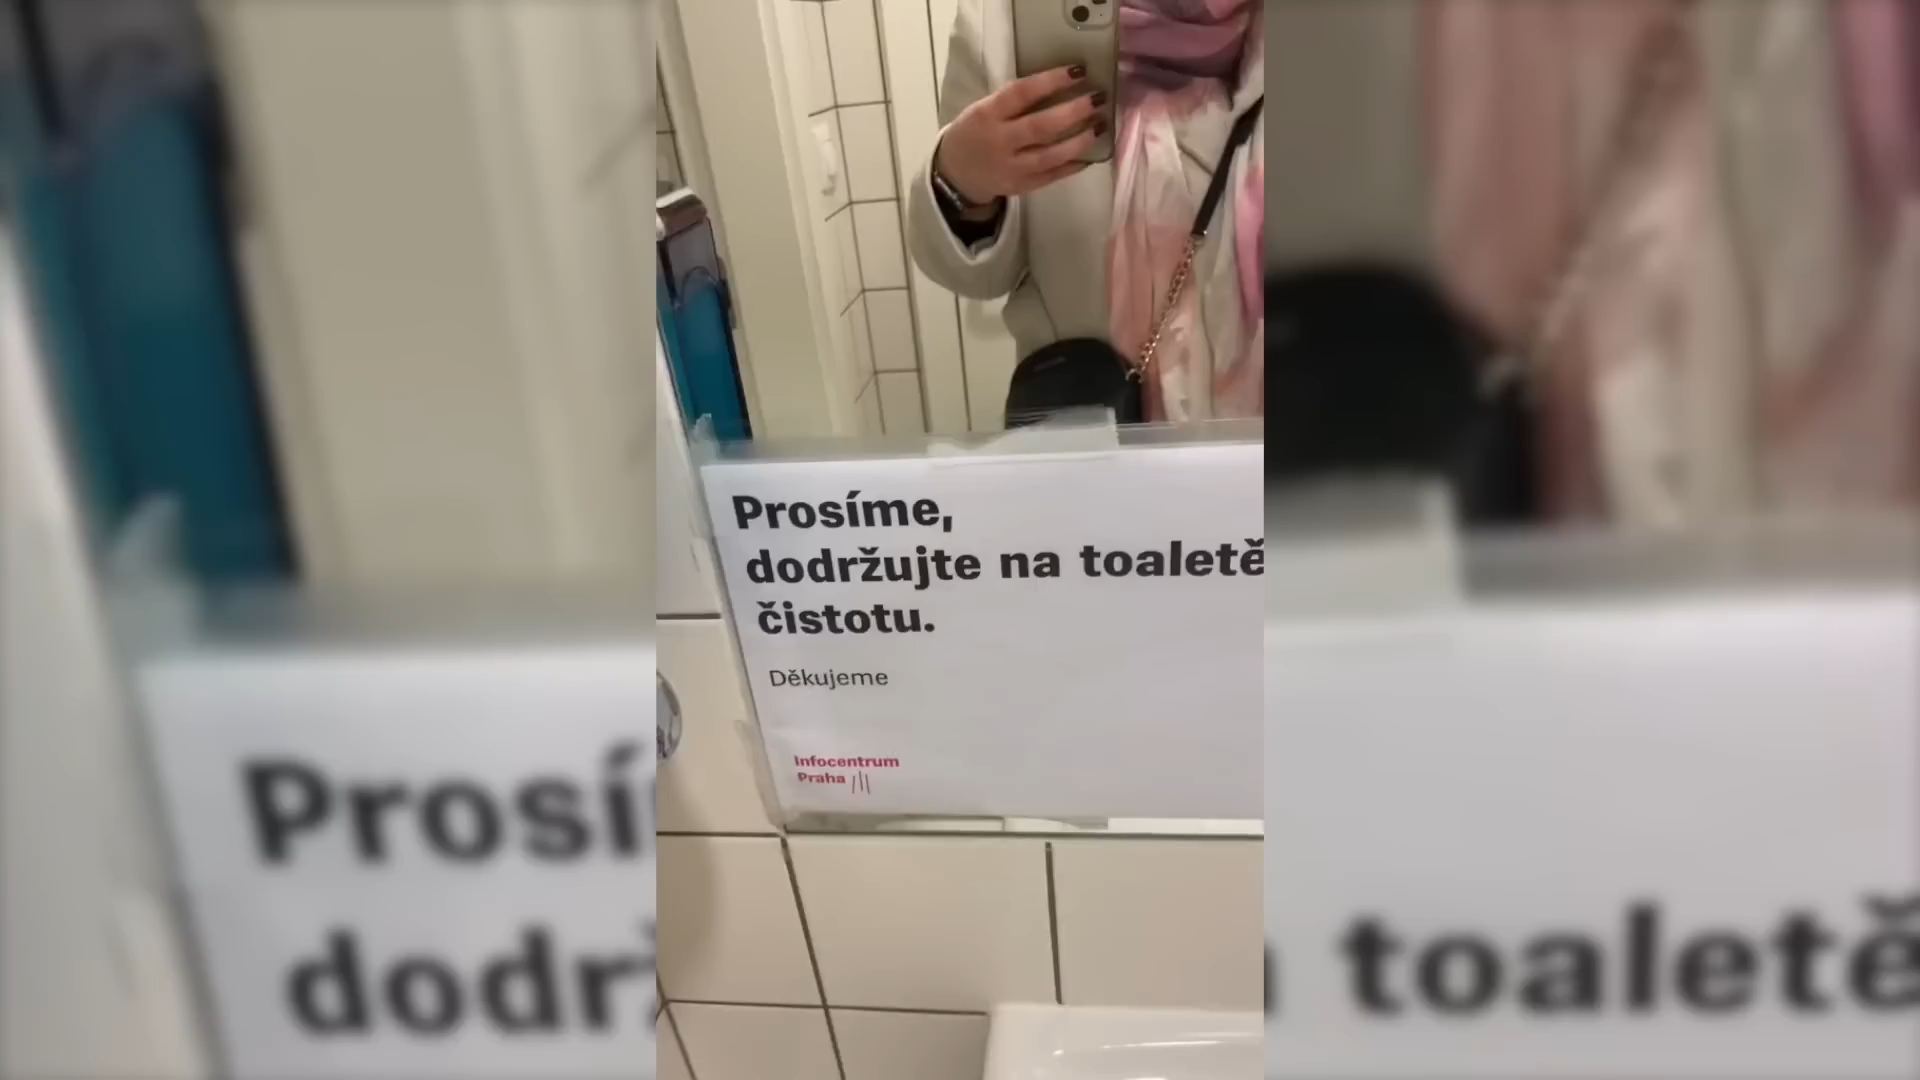 Prosíme,
dodržujte na toaletě
čistotu.
Děkujeme
Infocentrum
Praha